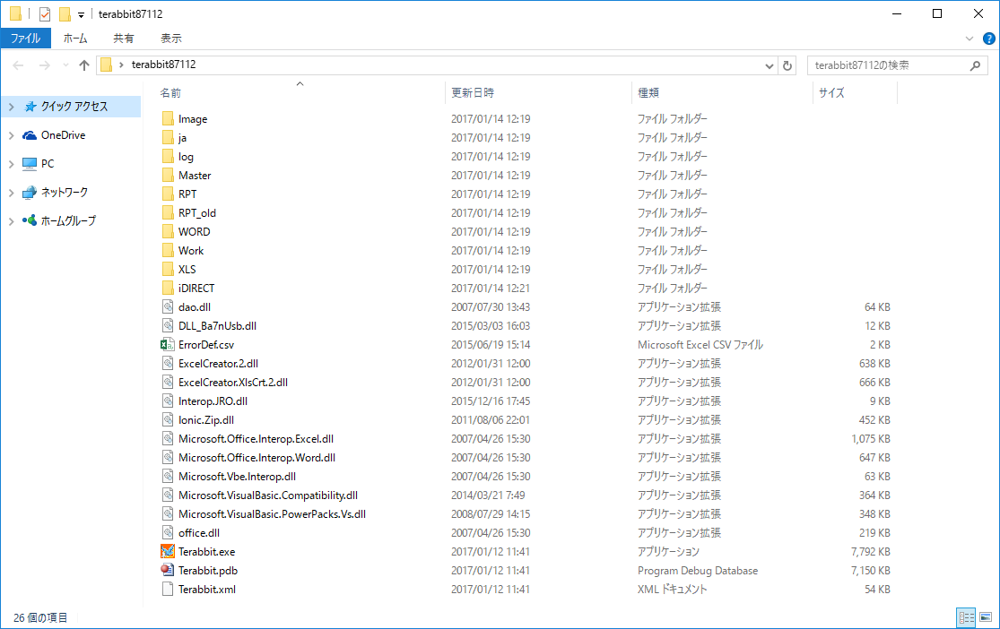 terabbit87112
ファイル ホーム 共有 表示
terabbit87112 terabbit87112の検索
名前 更新日時 種類 サイズ
クイック アクセス
OneDrive
PC
ネットワーク
ホームグループ
Image 2017/01/14 12:19 ファイル フォルダー
ja 2017/01/14 12:19 ファイル フォルダー
log 2017/01/14 12:19 ファイル フォルダー
Master 2017/01/14 12:19 ファイル フォルダー
RPT 2017/01/14 12:19 ファイル フォルダー
RPT_old 2017/01/14 12:19 ファイル フォルダー
WORD 2017/01/14 12:19 ファイル フォルダー
Work 2017/01/14 12:19 ファイル フォルダー
XLS 2017/01/14 12:19 ファイル フォルダー
iDIRECT 2017/01/14 12:21 ファイル フォルダー
dao.dll 2007/07/30 13:43 アプリケーション拡張 64 KB
DLL_Ba7nUsb.dll 2015/03/03 16:03 アプリケーション拡張 12 KB
ErrorDef.csv 2015/06/19 15:14 Microsoft Excel CSV ファイル 2 KB
ExcelCreator.2.dll 2012/01/31 12:00 アプリケーション拡張 638 KB
ExcelCreator.XlsCrt.2.dll 2012/01/31 12:00 アプリケーション拡張 666 KB
Interop.JRO.dll 2015/12/16 17:45 アプリケーション拡張 9 KB
Ionic.Zip.dll 2011/08/06 22:01 アプリケーション拡張 452 KB
Microsoft.Office.Interop.Excel.dll 2007/04/26 15:30 アプリケーション拡張 1,075 KB
Microsoft.Office.Interop.Word.dll 2007/04/26 15:30 アプリケーション拡張 647 KB
Microsoft.Vbe.Interop.dll 2007/04/26 15:30 アプリケーション拡張 63 KB
Microsoft.VisualBasic.Compatibility.dll 2014/03/21 7:49 アプリケーション拡張 364 KB
Microsoft.VisualBasic.PowerPacks.Vs.dll 2008/07/29 14:15 アプリケーション拡張 348 KB
office.dll 2007/04/26 15:30 アプリケーション拡張 219 KB
Terabbit.exe 2017/01/12 11:41 アプリケーション 7,792 KB
Terabbit.pdb 2017/01/12 11:41 Program Debug Database 7,150 KB
Terabbit.xml 2017/01/12 11:41 XML ドキュメント 54 KB
26 個の項目